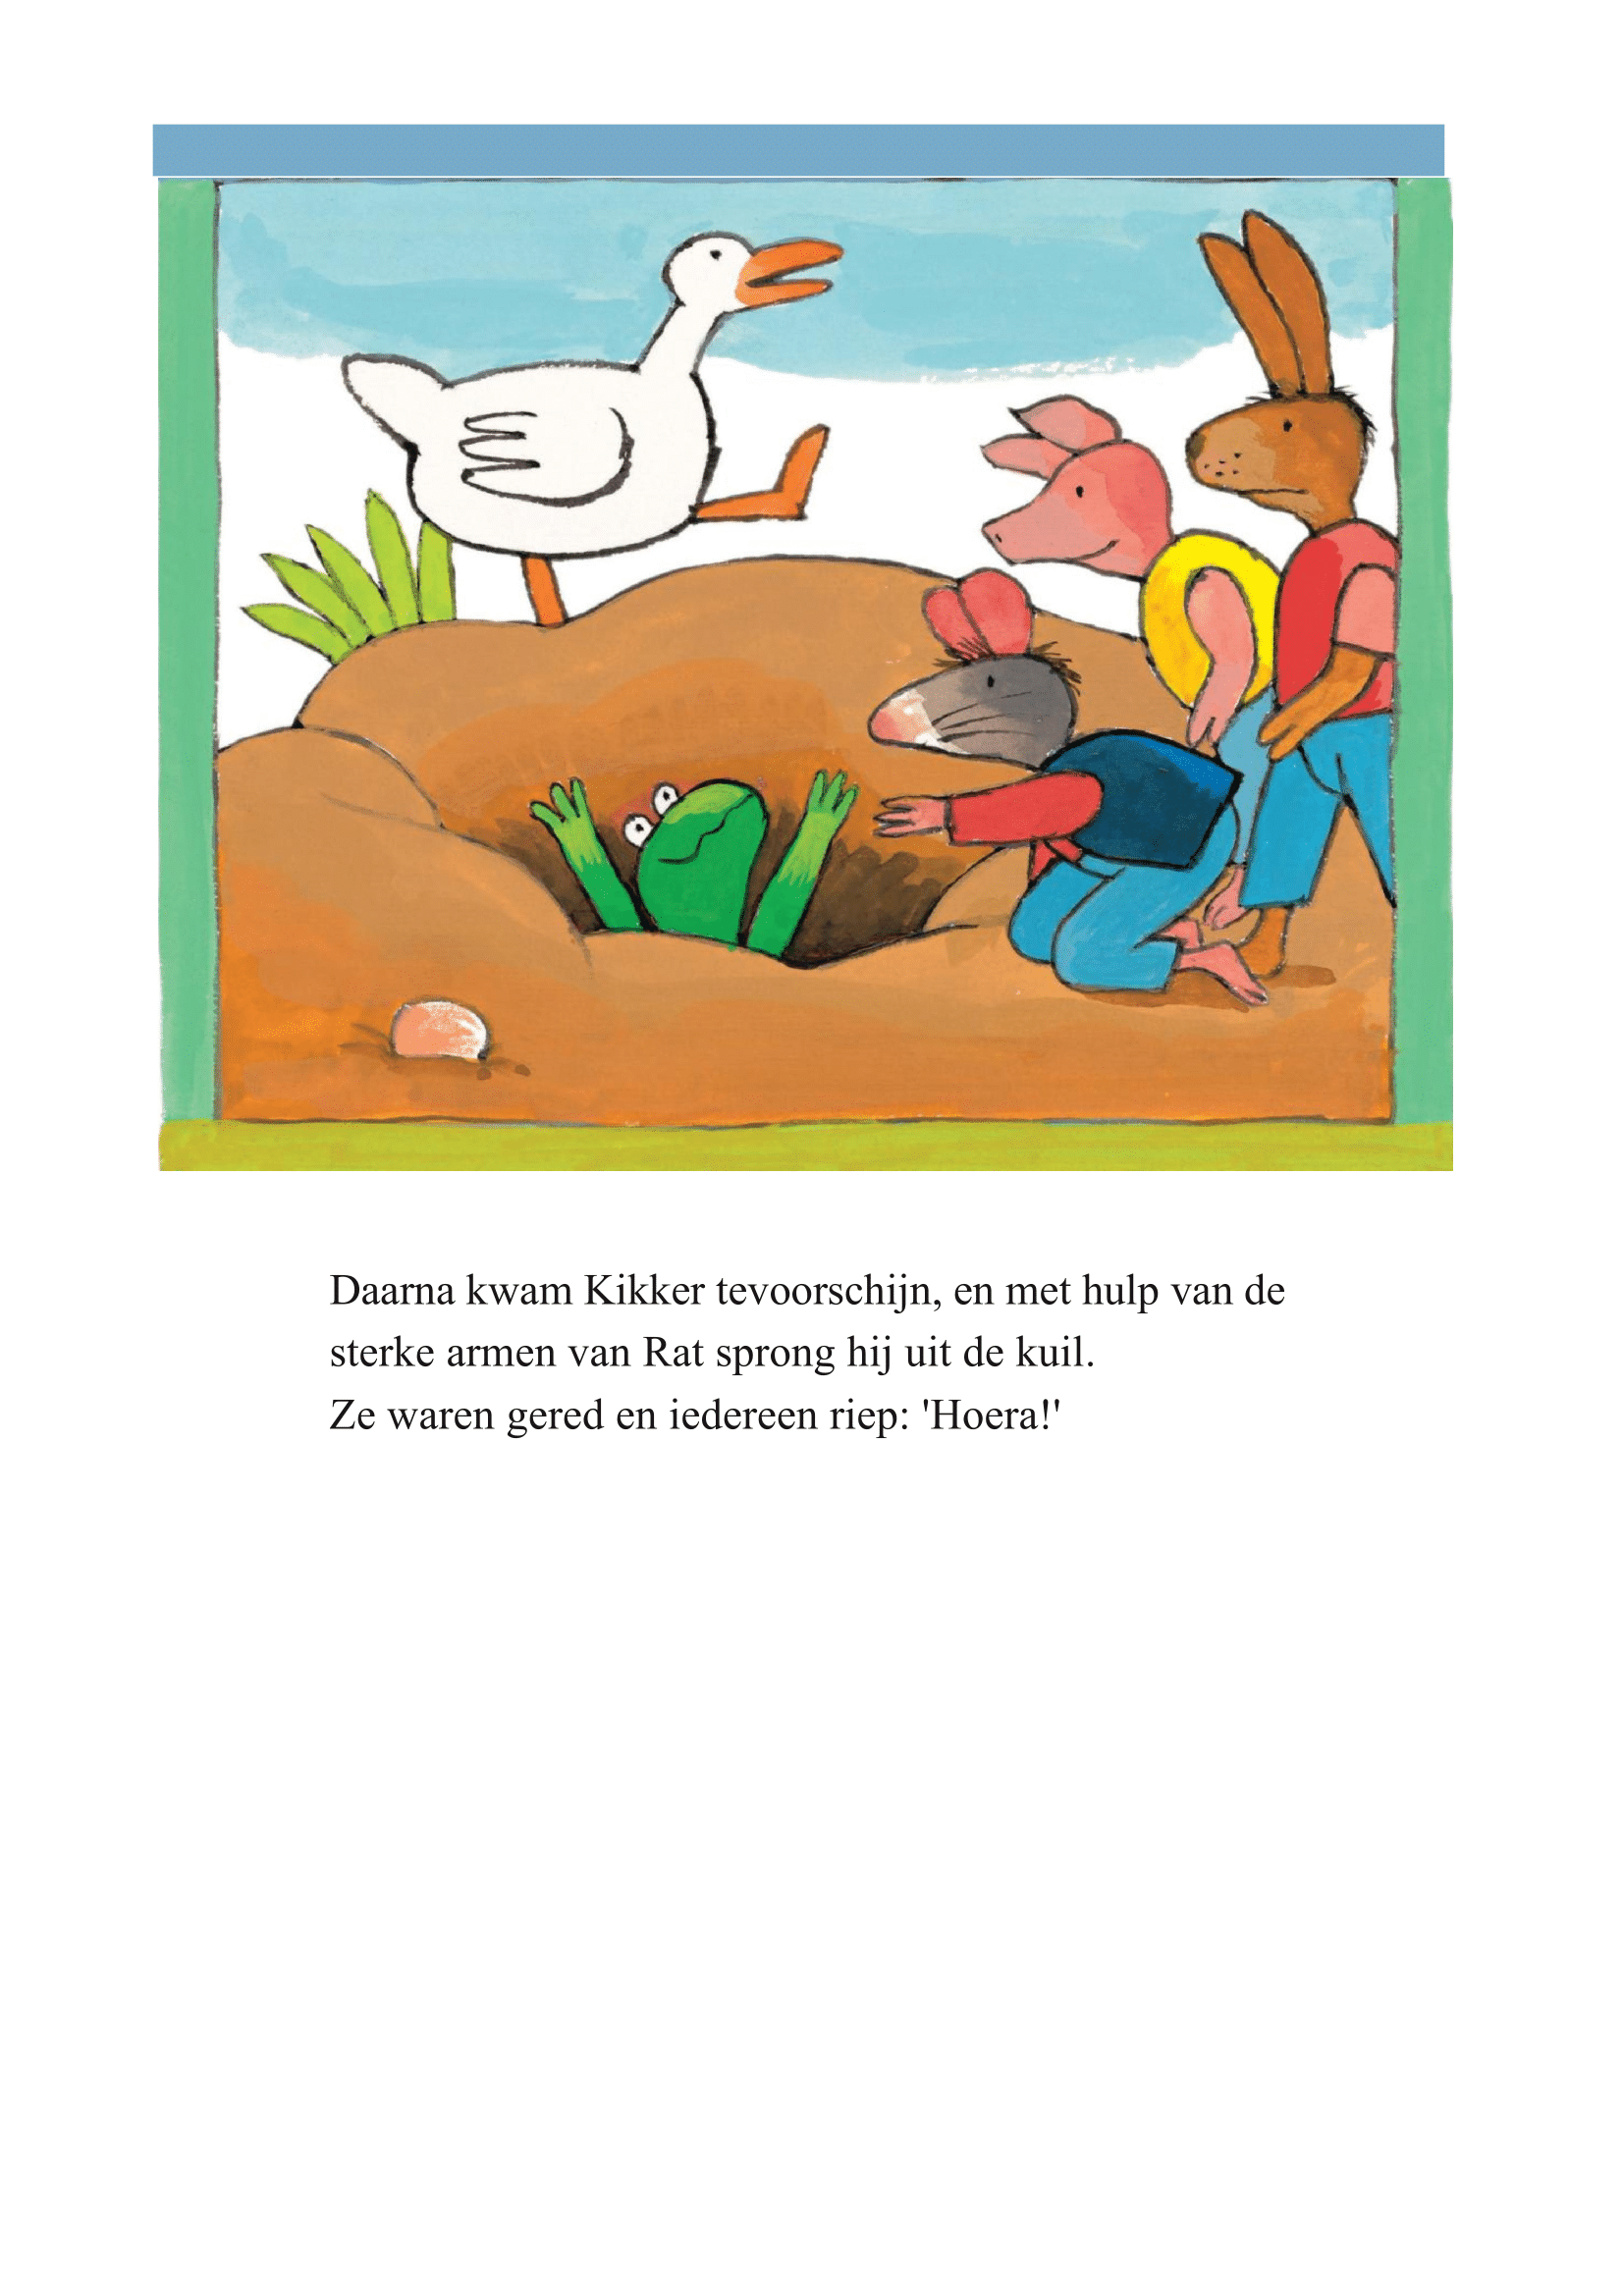 Daarna kwam Kikker tevoorschijn, en met hulp van de
sterke armen van Rat sprong hij uit de kuil.
Ze waren gered en iedereen riep: 'Hoera!'